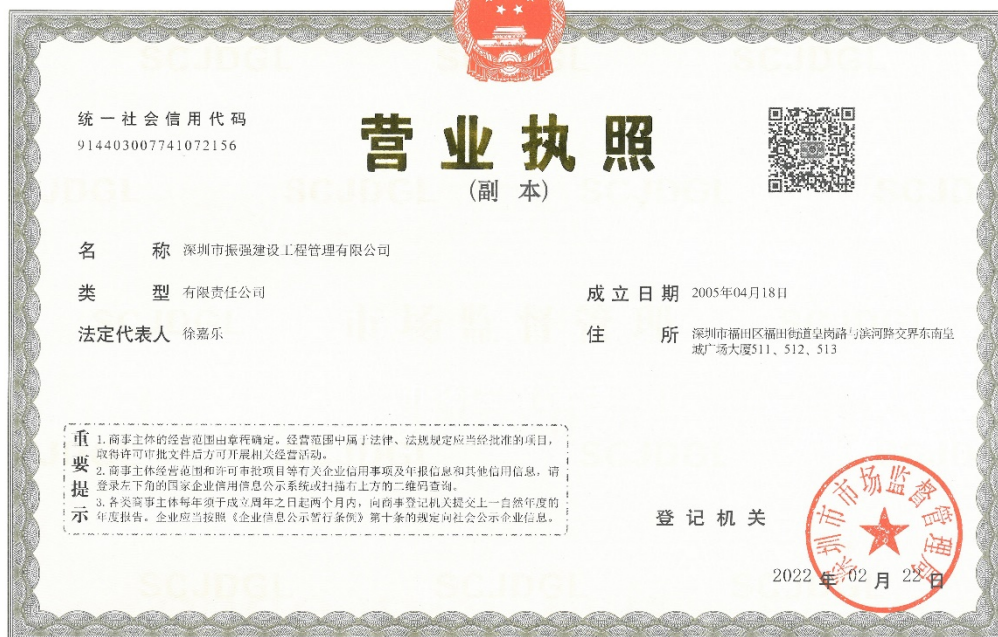 统一社会信用代码
914403007741072156
营业执照
(副 本)
名 称 深圳市振强建设工程管理有限公司
类 型 有限责任公司
法定代表人 徐嘉乐
成立日期 2005年04月18日
住 所 深圳市福田区福田街道皇岗路与滨河路交界东南皇
城广场大厦511、512、513
重要提示
1.商事主体的经营范围由章程确定。经营范围中属于法律、法规规定应当经批准的项目,
取得许可审批文件后方可开展相关经营活动。
2.商事主体经营范围和许可审批项目等有关企业信用事项及年报信息和其他信用信息,请
登录左下角的国家企业信用信息公示系统或扫描右上方的二维码查询。
3.各类商事主体每年须于成立周年之日起两个月内,向商事登记机关提交上一自然年度的
年度报告。企业应当按照《企业信息公示暂行条例》第十条的规定向社会公示企业信息。
登记机关
深圳市市场监督管理局
2022年02月22日